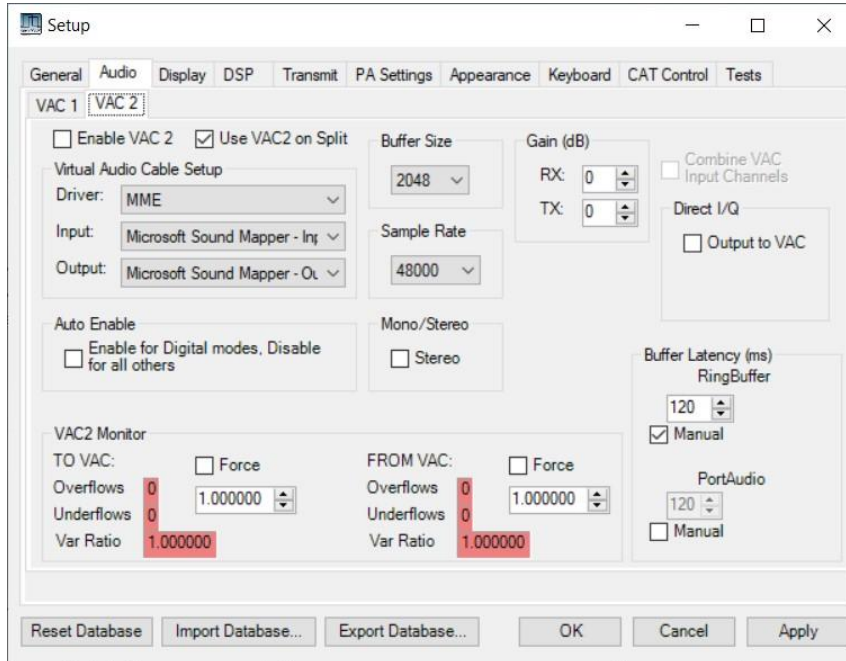 Setup
General Audio Display DSP Transmit PA Settings Appearance Keyboard CAT Control Tests
VAC 1 VAC 2
Enable VAC 2 Use VAC2 on Split
Virtual Audio Cable Setup
Driver: MME
Input: Microsoft Sound Mapper - Inp
Output: Microsoft Sound Mapper - Ou
Buffer Size
2048
Gain (dB)
RX: 0
TX: 0
Combine VAC
Input Channels
Direct I/Q
Output to VAC
Sample Rate
48000
Auto Enable
Enable for Digital modes, Disable
for all others
Mono/Stereo
Stereo
Buffer Latency (ms)
RingBuffer
120
Manual
PortAudio
120
Manual
VAC2 Monitor
TO VAC: Force
Overflows 0
1.000000
Underflows 0
Var Ratio 1.000000
FROM VAC: Force
Overflows 0
1.000000
Underflows 0
Var Ratio 1.000000
Reset Database Import Database... Export Database... OK Cancel Apply